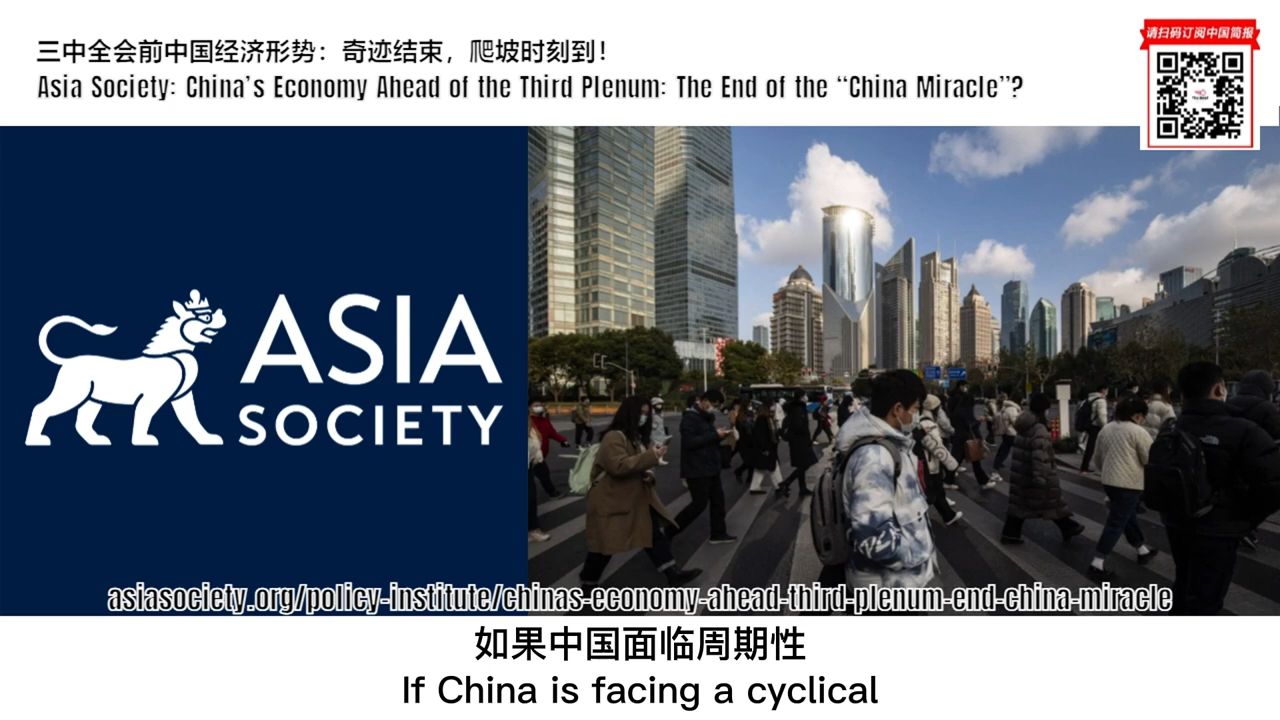 三中全会前中国经济形势：奇迹结束，爬坡时刻到！
Asia Society: China's Economy Ahead of the Third Plenum: The End of the “China Miracle”?
请扫码订阅中国简报
ASIA
SOCIETY
asiasociety.org/policy-institute/chinas-economy-ahead-third-plenum-end-china-miracle
如果中国面临周期性
If China is facing a cyclical